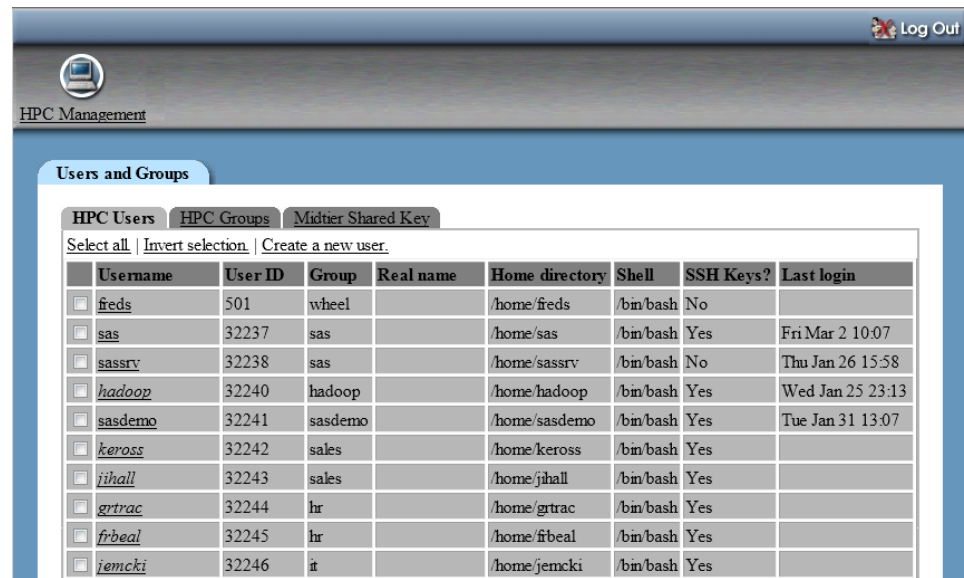 Log Out
HPC Management
Users and Groups
HPC Users HPC Groups Midtier Shared Key
Select all. | Invert selection. | Create a new user.
Username User ID Group Real name Home directory Shell SSH Keys? Last login
freds 501 wheel /home/freds /bin/bash No
sas 32237 sas /home/sas /bin/bash Yes Fri Mar 2 10:07
sassrv 32238 sas /home/sassrv /bin/bash No Thu Jan 26 15:58
hadoop 32240 hadoop /home/hadoop /bin/bash Yes Wed Jan 25 23:13
sasdemo 32241 sasdemo /home/sasdemo /bin/bash Yes Tue Jan 31 13:07
keross 32242 sales /home/keross /bin/bash Yes
jihall 32243 sales /home/jihall /bin/bash Yes
grtrac 32244 hr /home/grtrac /bin/bash Yes
frbeal 32245 hr /home/frbeal /bin/bash Yes
jemcki 32246 it /home/jemcki /bin/bash Yes